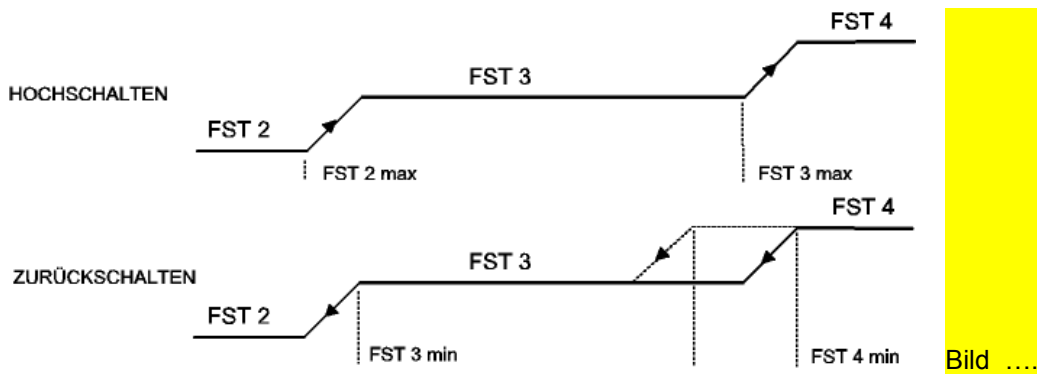 FST 4
HOCHSCHALTEN
FST 3
FST 2
FST 2 max
FST 3 max
FST 4
ZURÜCKSCHALTEN
FST 3
FST 2
FST 3 min
FST 4 min
Bild ....